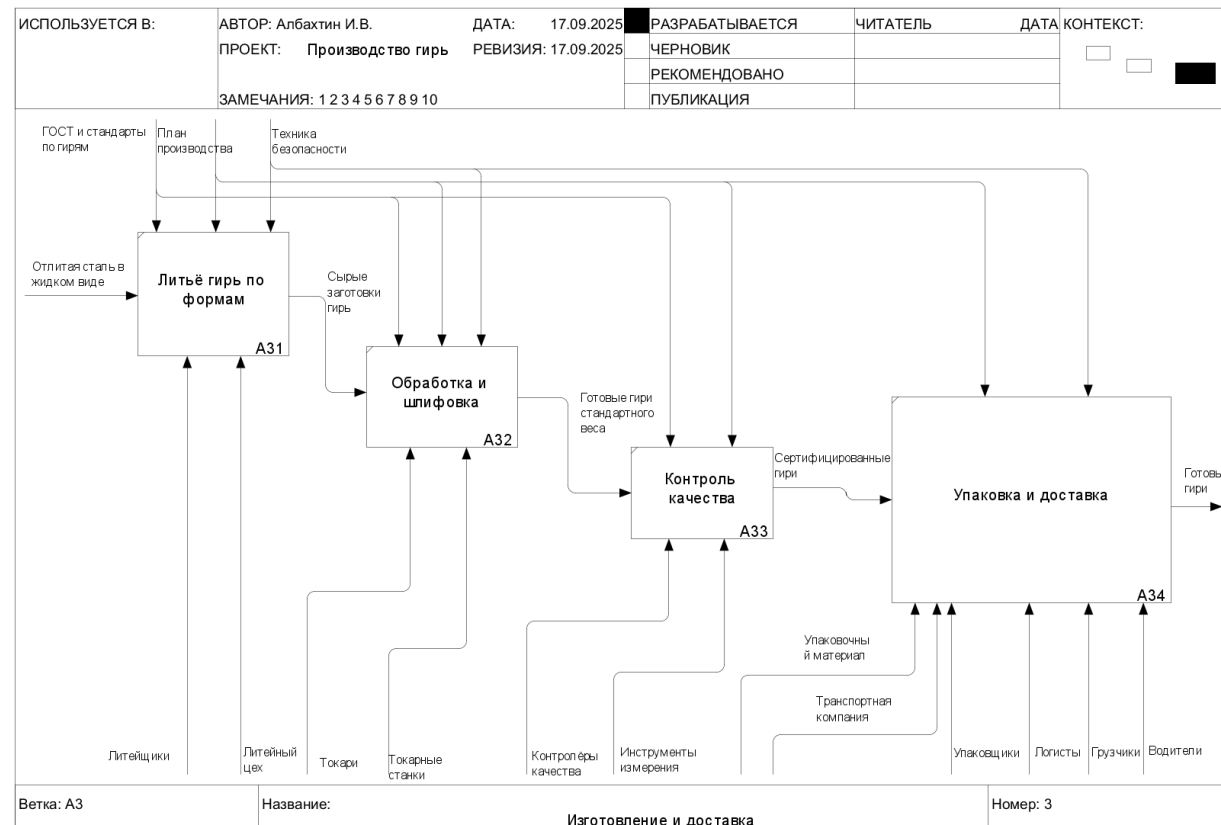 ИСПОЛЬЗУЕТСЯ В:
АВТОР: Албахтин И.В.
ДАТА: 17.09.2025
РАЗРАБАТЫВАЕТСЯ
ЧИТАТЕЛЬ
ДАТА
КОНТЕКСТ:
ПРОЕКТ: Производство гирь
РЕВИЗИЯ: 17.09.2025
ЧЕРНОВИК
РЕКОМЕНДОВАНО
ЗАМЕЧАНИЯ: 1 2 3 4 5 6 7 8 9 10
ПУБЛИКАЦИЯ
ГОСТ и стандарты
по гирям
План
производства
Техника
безопасности
Отлитая сталь в
жидком виде
Литьё гирь по
формам
A31
Сырые
заготовки
гирь
Обработка и
шлифовка
A32
Готовые гири
стандартного
веса
Контроль
качества
A33
Сертифицированные
гири
Упаковка и доставка
A34
Готовы
гири
Упаковочны
й материал
Транспортная
компания
Литейщики
Литейный
цех
Токари
Токарные
станки
Контролёры
качества
Инструменты
измерения
Упаковщики
Логисты
Грузчики
Водители
Ветка: A3
Название:
Изготовление и доставка
Номер: 3